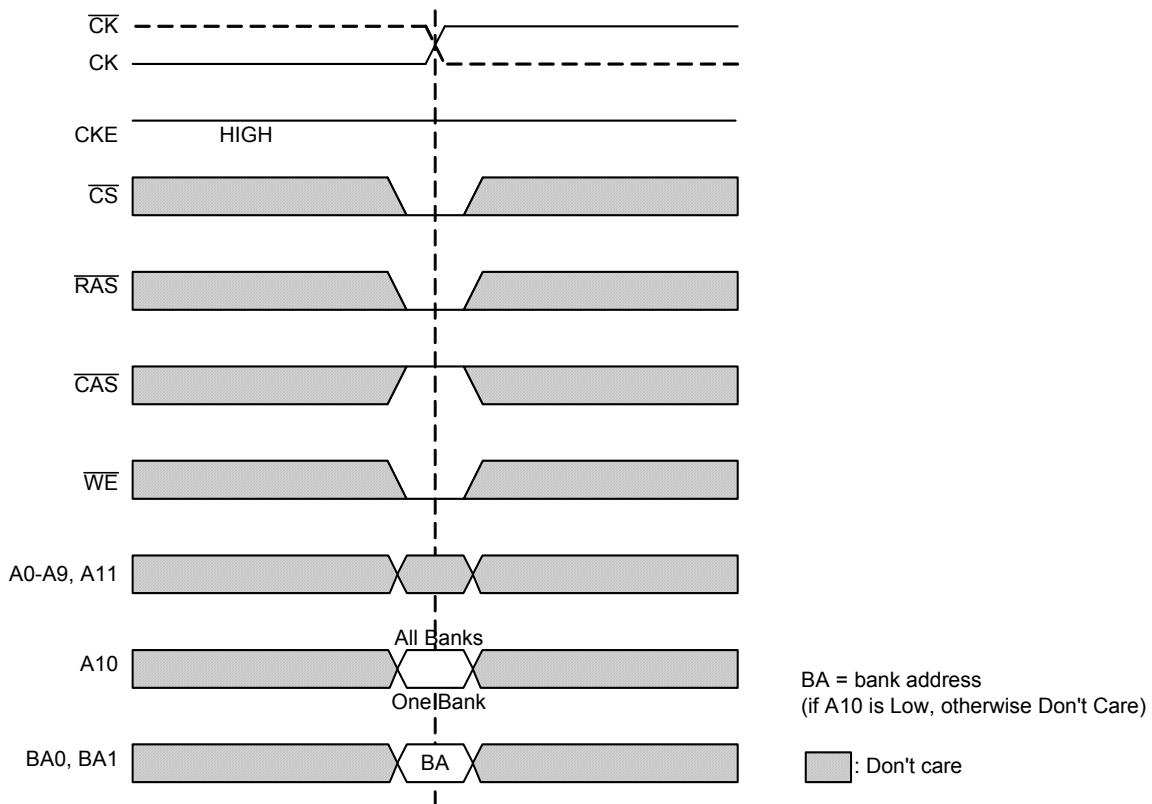 CK
CK
CKE HIGH
CS
RAS
CAS
WE
A0-A9, A11
All Banks
A10
One Bank
BA = bank address
(if A10 is Low, otherwise Don't Care)
BA0, BA1 BA
: Don't care